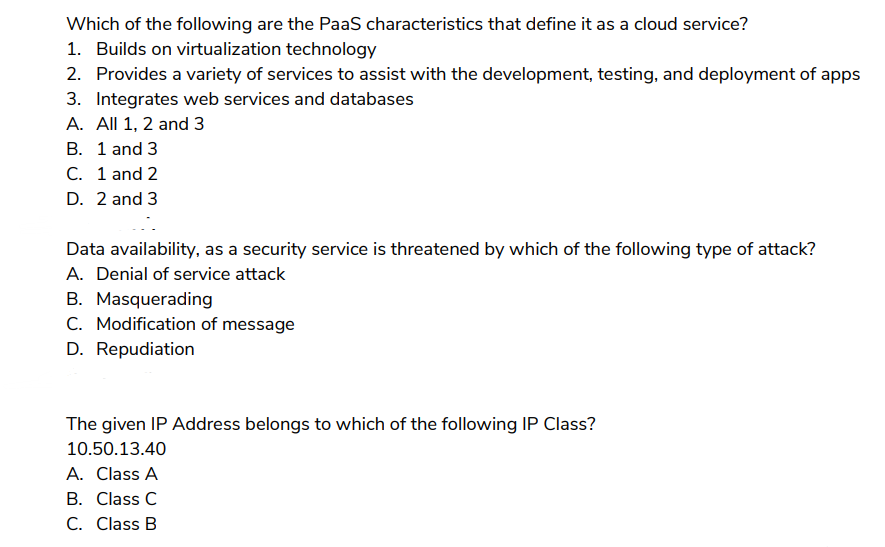 Which of the following are the PaaS characteristics that define it as a cloud service?
1. Builds on virtualization technology
2. Provides a variety of services to assist with the development, testing, and deployment of apps
3. Integrates web services and databases
A. All 1, 2 and 3
B. 1 and 3
C. 1 and 2
D. 2 and 3
Data availability, as a security service is threatened by which of the following type of attack?
A. Denial of service attack
B. Masquerading
C. Modification of message
D. Repudiation
The given IP Address belongs to which of the following IP Class?
10.50.13.40
A. Class A
B. Class C
C. Class B